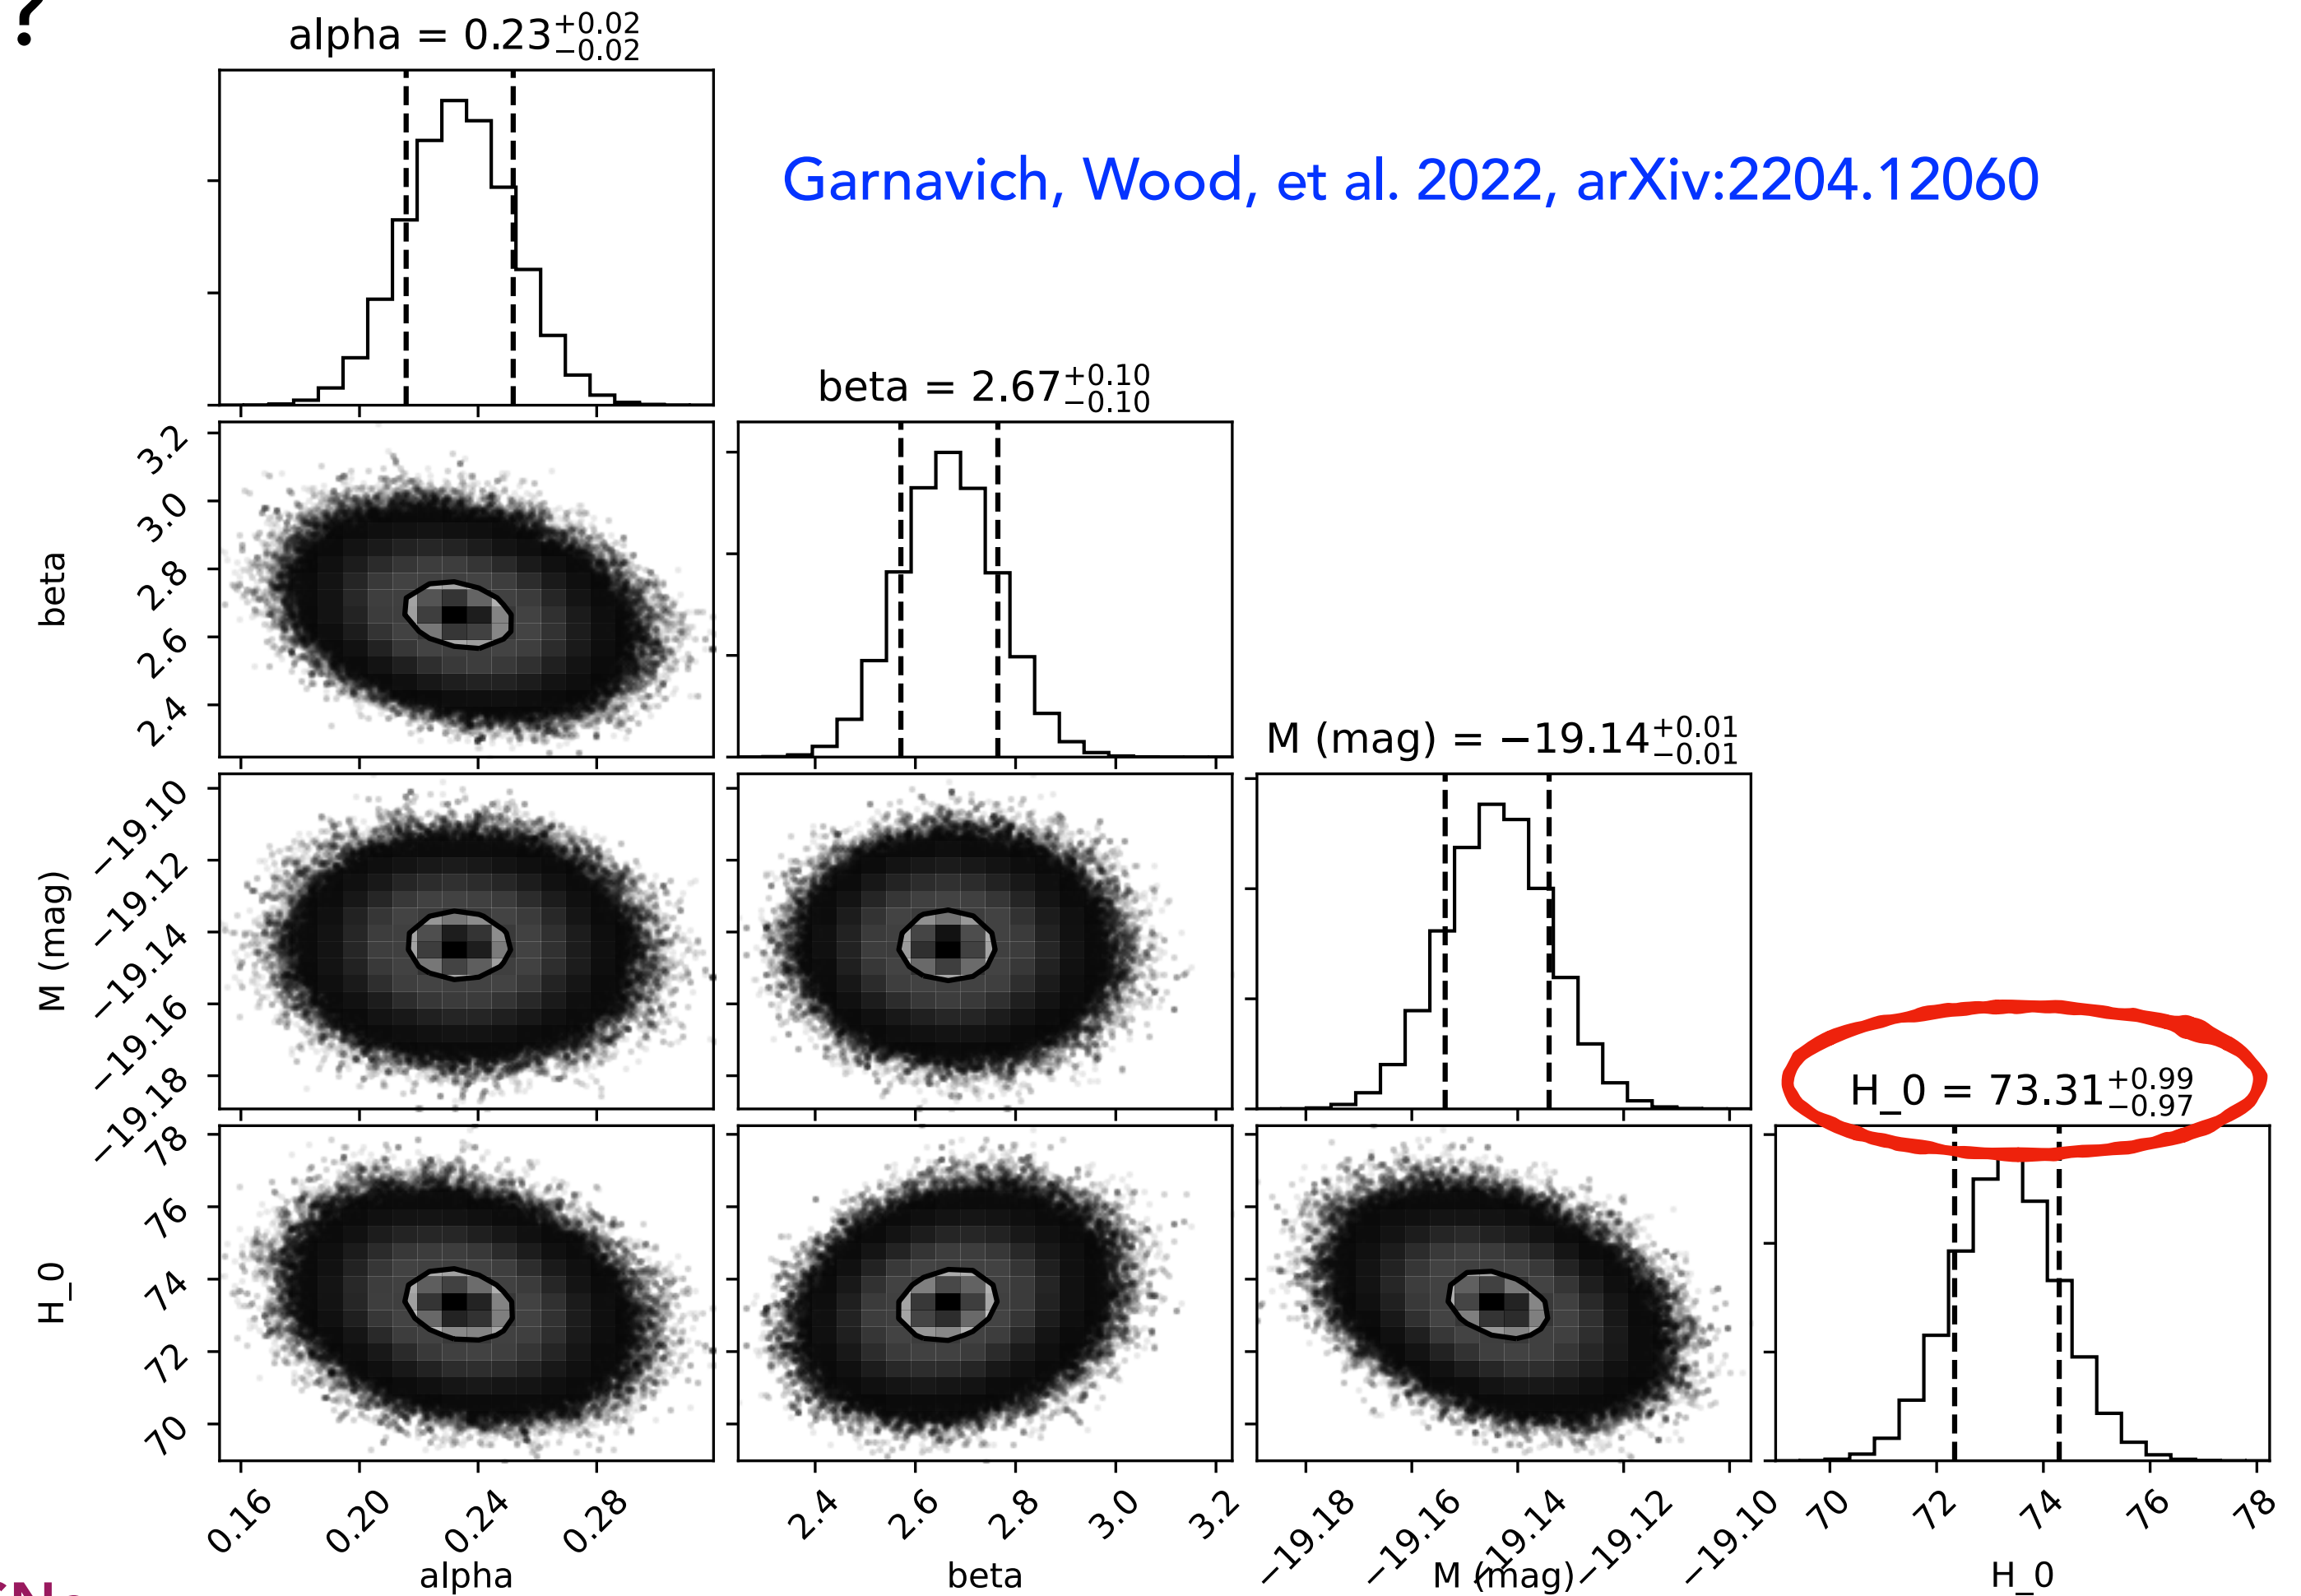 ?
alpha = 0.23 +0.02 −0.02
Garnavich, Wood, et al. 2022, arXiv:2204.12060
beta = 2.67 +0.10 −0.10
3.2
3.0
2.8
2.6
2.4
beta
M (mag) = −19.14 +0.01 −0.01
−19.10
−19.12
−19.14
−19.16
−19.18
M (mag)
H_0 = 73.31 +0.99 −0.97
78
76
74
72
70
H_0
0.16 0.20 0.24 0.28
2.4 2.6 2.8 3.0 3.2
−19.18 −19.16 −19.14 −19.12 −19.10
70 72 74 76 78
alpha beta M (mag) H_0